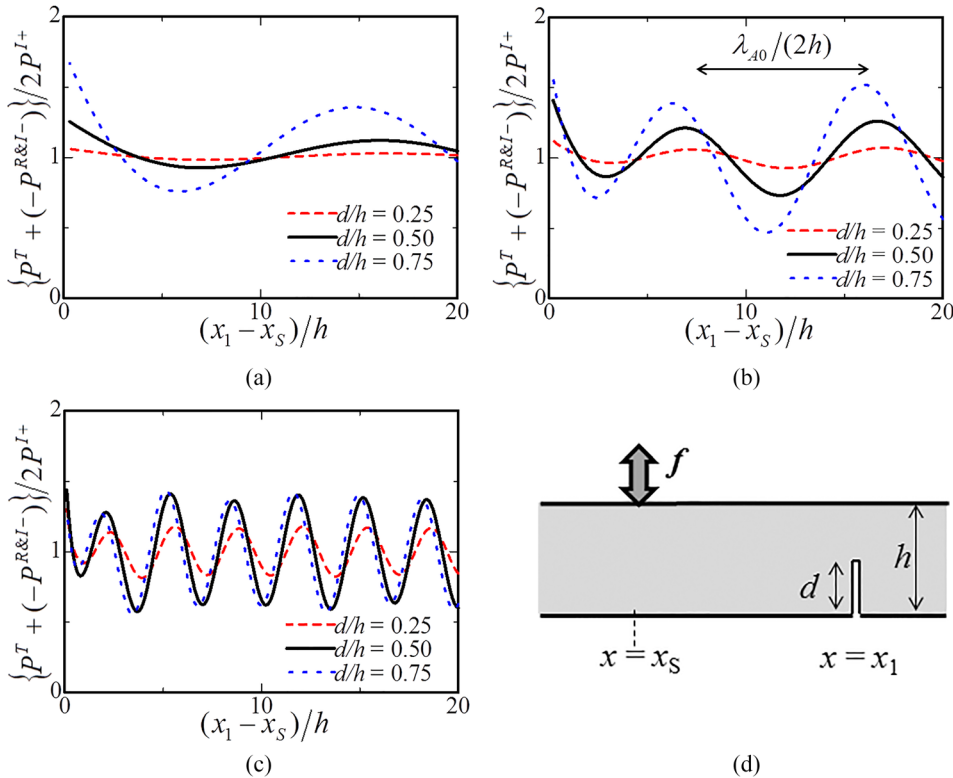 2
1
0
{P^T + (-P^{R&I-})}/2P^{I+}
d/h = 0.25
d/h = 0.50
d/h = 0.75
0 10 20
(x_1 − x_S)/h
(a)
2
1
0
{P^T + (-P^{R&I-})}/2P^{I+}
λ_{A0}/(2h)
d/h = 0.25
d/h = 0.50
d/h = 0.75
0 10 20
(x_1 − x_S)/h
(b)
2
1
0
{P^T + (-P^{R&I-})}/2P^{I+}
d/h = 0.25
d/h = 0.50
d/h = 0.75
0 10 20
(x_1 − x_S)/h
(c)
f
d
h
x = x_S
x = x_1
(d)